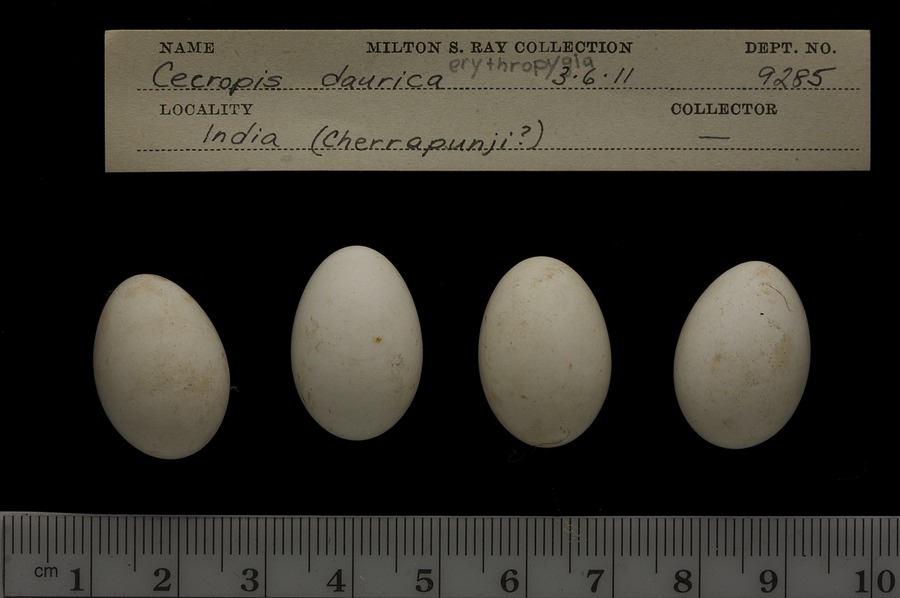 NAME MILTON S. RAY COLLECTION DEPT. NO.
Cecropis daurica erythropygia 3.6.11 9285
LOCALITY COLLECTOR
India (Cherrapunji?) —
cm 1 2 3 4 5 6 7 8 9 10